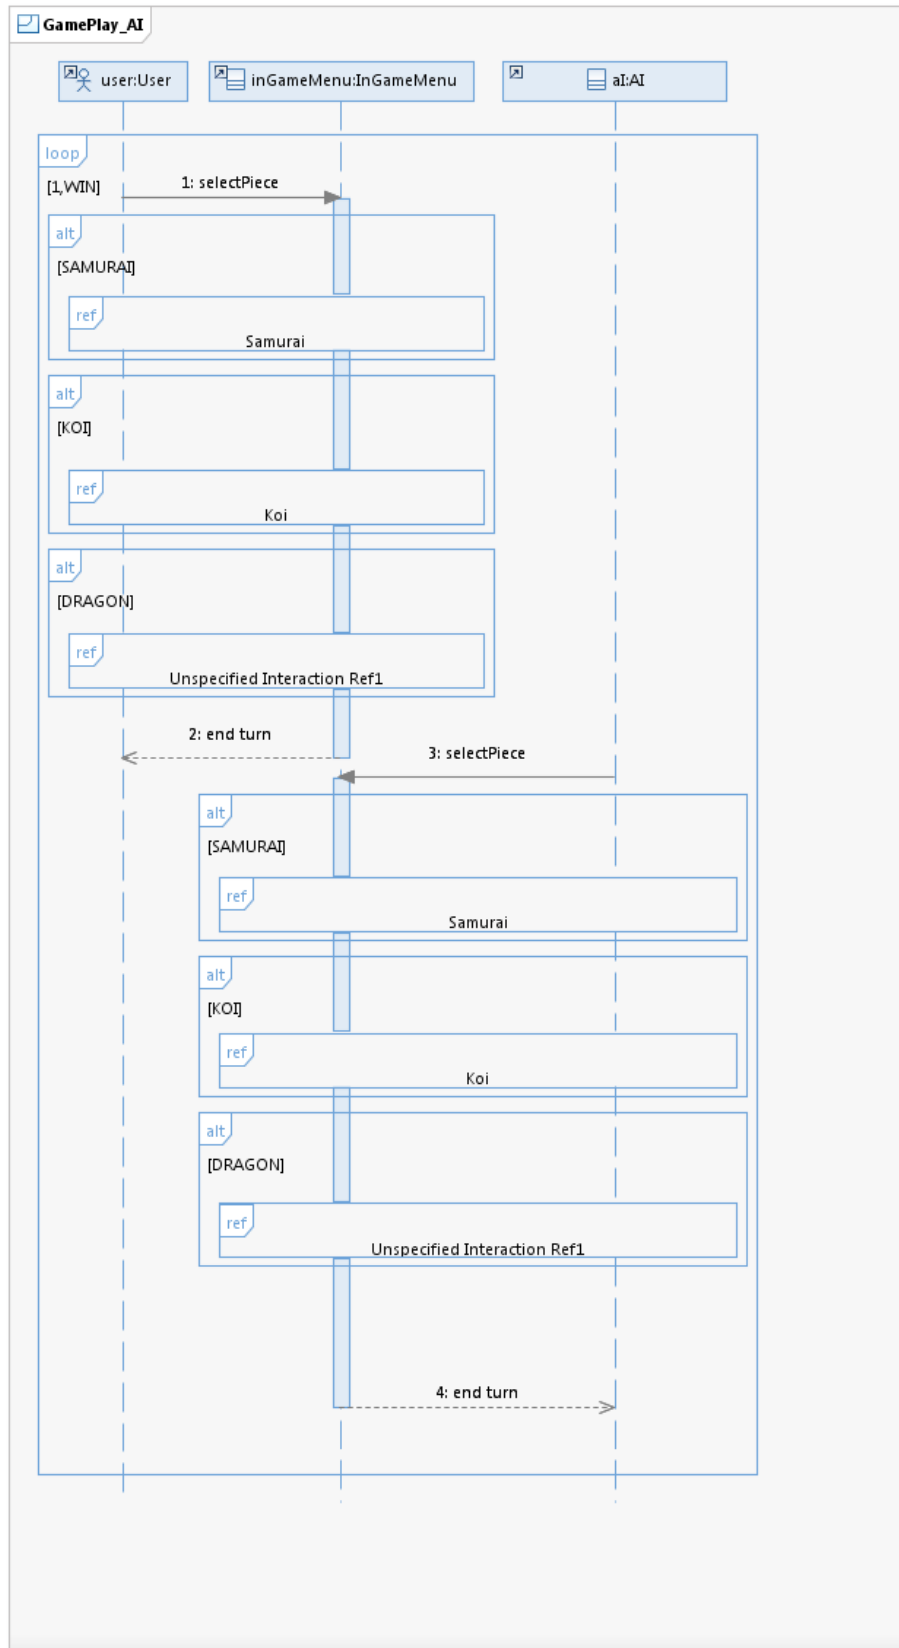 GamePlay_AI
user:User
inGameMenu:InGameMenu
aI:AI
loop
[1,WIN]
1: selectPiece
alt
[SAMURAI]
ref
Samurai
alt
[KOI]
ref
Koi
alt
[DRAGON]
ref
Unspecified Interaction Ref1
2: end turn
3: selectPiece
alt
[SAMURAI]
ref
Samurai
alt
[KOI]
ref
Koi
alt
[DRAGON]
ref
Unspecified Interaction Ref1
4: end turn